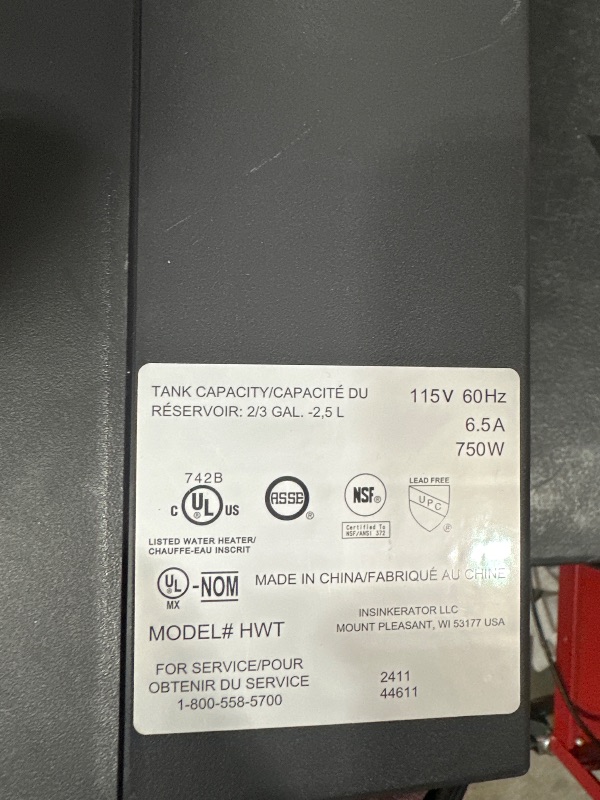 TANK CAPACITY/CAPACITÉ DU
RÉSERVOIR: 2/3 GAL. -2,5 L
115V 60Hz
6.5A
750W
742B
C UL US
LISTED WATER HEATER/
CHAUFFE-EAU INSCRIT
ASSE
®
NSF®
Certified To
NSF/ANSI 372
LEAD FREE
UPC
®
UL -NOM
MX
MADE IN CHINA/FABRIQUÉ AU CHINE
INSINKERATOR LLC
MOUNT PLEASANT, WI 53177 USA
MODEL# HWT
FOR SERVICE/POUR
OBTENIR DU SERVICE
1-800-558-5700
2411
44611